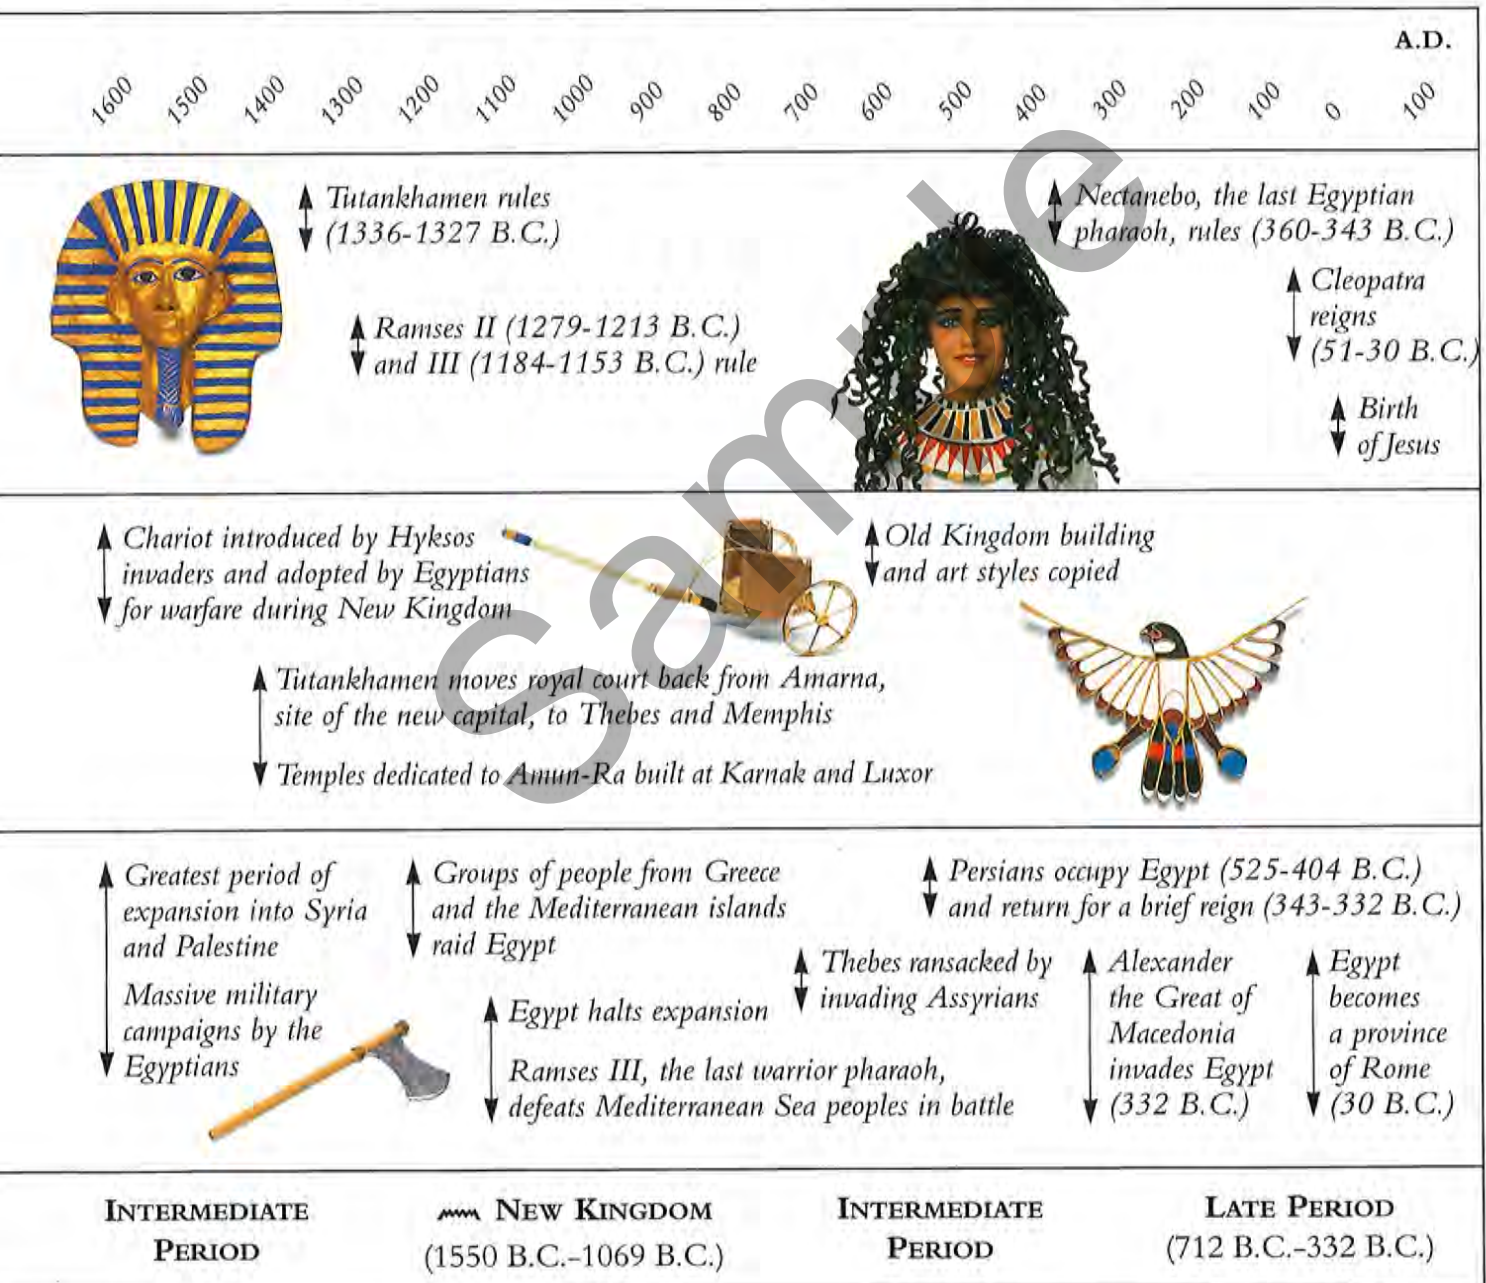 A.D.
1600 1500 1400 1300 1200 1100 1000 900 800 700 600 500 400 300 200 100 0 100
Tutankhamen rules
(1336-1327 B.C.)
Ramses II (1279-1213 B.C.)
and III (1184-1153 B.C.) rule
Nectanebo, the last Egyptian
pharaoh, rules (360-343 B.C.)
Cleopatra
reigns
(51-30 B.C.)
Birth
of Jesus
Chariot introduced by Hyksos
invaders and adopted by Egyptians
for warfare during New Kingdom
Old Kingdom building
and art styles copied
Tutankhamen moves royal court back from Amarna,
site of the new capital, to Thebes and Memphis
Temples dedicated to Amun-Ra built at Karnak and Luxor
Greatest period of
expansion into Syria
and Palestine
Massive military
campaigns by the
Egyptians
Groups of people from Greece
and the Mediterranean islands
raid Egypt
Egypt halts expansion
Ramses III, the last warrior pharaoh,
defeats Mediterranean Sea peoples in battle
Persians occupy Egypt (525-404 B.C.)
and return for a brief reign (343-332 B.C.)
Thebes ransacked by
invading Assyrians
Alexander
the Great of
Macedonia
invades Egypt
(332 B.C.)
Egypt
becomes
a province
of Rome
(30 B.C.)
INTERMEDIATE
PERIOD
NEW KINGDOM
(1550 B.C.-1069 B.C.)
INTERMEDIATE
PERIOD
LATE PERIOD
(712 B.C.-332 B.C.)
Sample